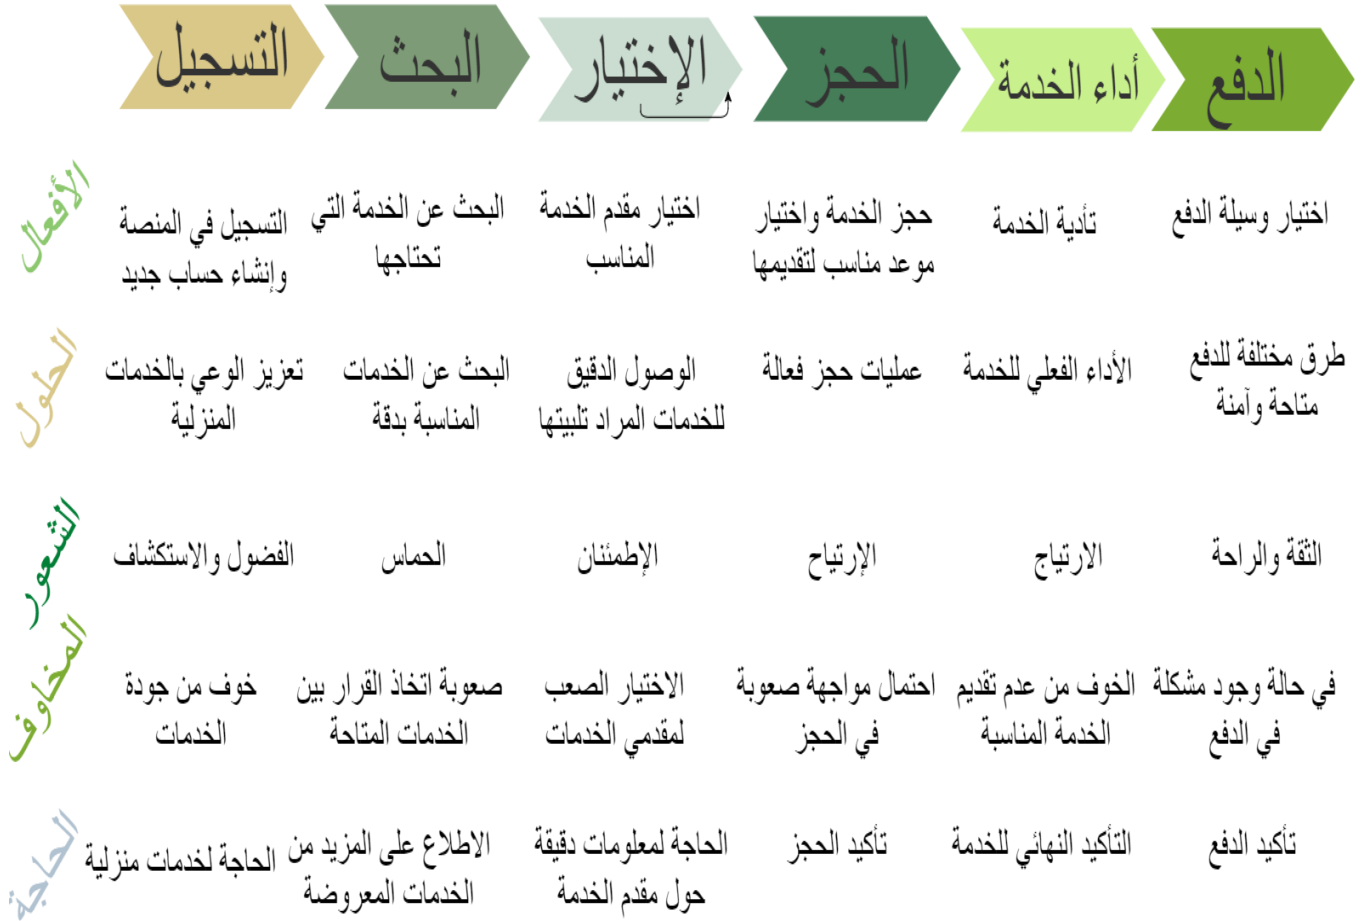 التسجيل
البحث
الإختيار
الحجز
أداء الخدمة
الدفع
الأفعال
التسجيل في المنصة
وإنشاء حساب جديد
البحث عن الخدمة التي
تحتاجها
اختيار مقدم الخدمة
المناسب
حجز الخدمة واختيار
موعد مناسب لتقديمها
تأدية الخدمة
اختيار وسيلة الدفع
الحلول
تعزيز الوعي بالخدمات
المنزلية
البحث عن الخدمات
المناسبة بدقة
الوصول الدقيق
للخدمات المراد تلبيتها
عمليات حجز فعالة
الأداء الفعلي للخدمة
طرق مختلفة للدفع
متاحة وآمنة
الشعور
الفضول والاستكشاف
الحماس
الإطمئنان
الإرتياح
الارتياج
الثقة والراحة
المخاوف
خوف من جودة
الخدمات
صعوبة اتخاذ القرار بين
الخدمات المتاحة
الاختيار الصعب
لمقدمي الخدمات
احتمال مواجهة صعوبة
في الحجز
الخوف من عدم تقديم
الخدمة المناسبة
في حالة وجود مشكلة
في الدفع
الحاجة
الحاجة لخدمات منزلية
الاطلاع على المزيد من
الخدمات المعروضة
الحاجة لمعلومات دقيقة
حول مقدم الخدمة
تأكيد الحجز
التأكيد النهائي للخدمة
تأكيد الدفع